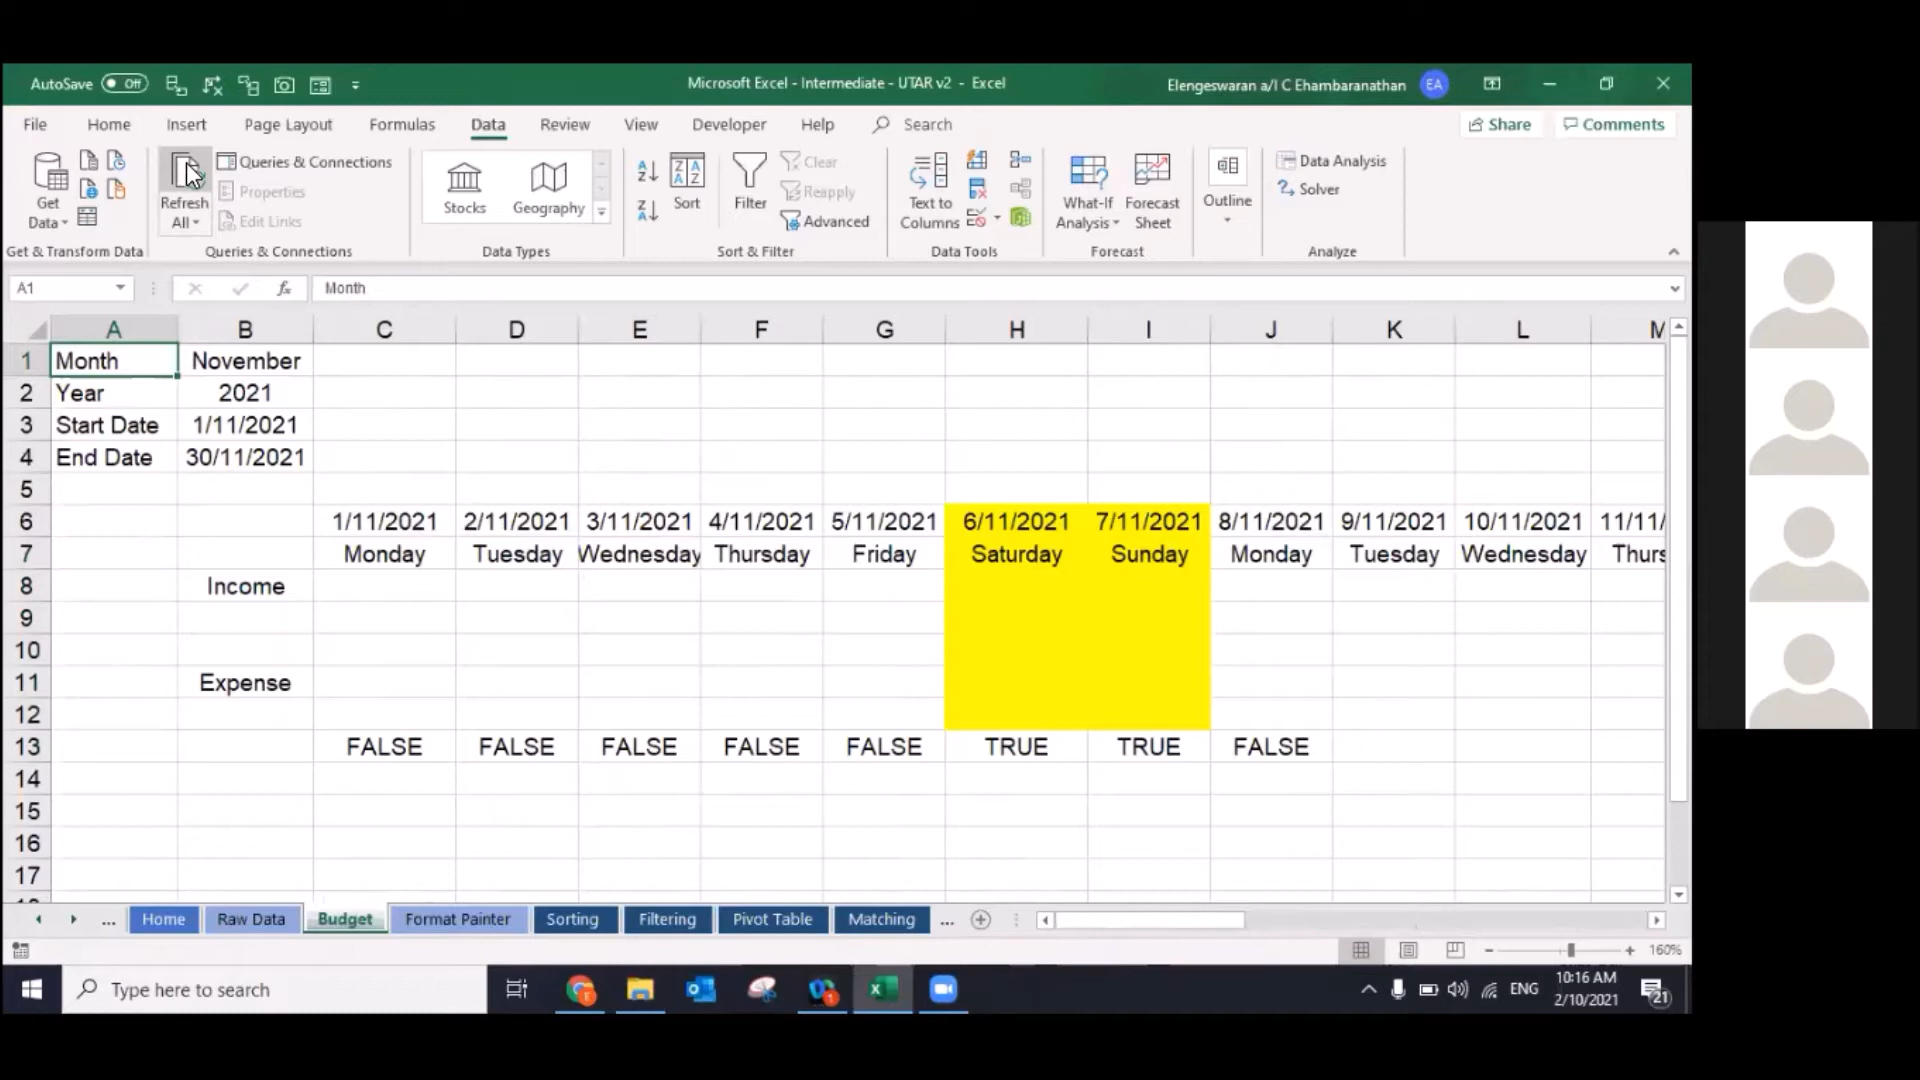 AutoSave Off Microsoft Excel - Intermediate - UTAR v2 - Excel Elengeswaran a/l C Ehambaranathan EA
File Home Insert Page Layout Formulas Data Review View Developer Help Search Share Comments
Get Data
Refresh All
Queries & Connections
Properties
Edit Links
Stocks
Geography
Sort
Filter
Clear
Reapply
Advanced
Text to Columns
What-If Analysis
Forecast Sheet
Outline
Data Analysis
Solver
Get & Transform Data Queries & Connections Data Types Sort & Filter Data Tools Forecast Analyze
A1 fx Month
A B C D E F G H I J K L M
1 Month November
2 Year 2021
3 Start Date 1/11/2021
4 End Date 30/11/2021
5
6 1/11/2021 2/11/2021 3/11/2021 4/11/2021 5/11/2021 6/11/2021 7/11/2021 8/11/2021 9/11/2021 10/11/2021 11/11/
7 Monday Tuesday Wednesday Thursday Friday Saturday Sunday Monday Tuesday Wednesday Thurs
8 Income
9
10
11 Expense
12
13 FALSE FALSE FALSE FALSE FALSE TRUE TRUE FALSE
14
15
16
17
... Home Raw Data Budget Format Painter Sorting Filtering Pivot Table Matching ...
160%
Type here to search
ENG
10:16 AM
2/10/2021
21